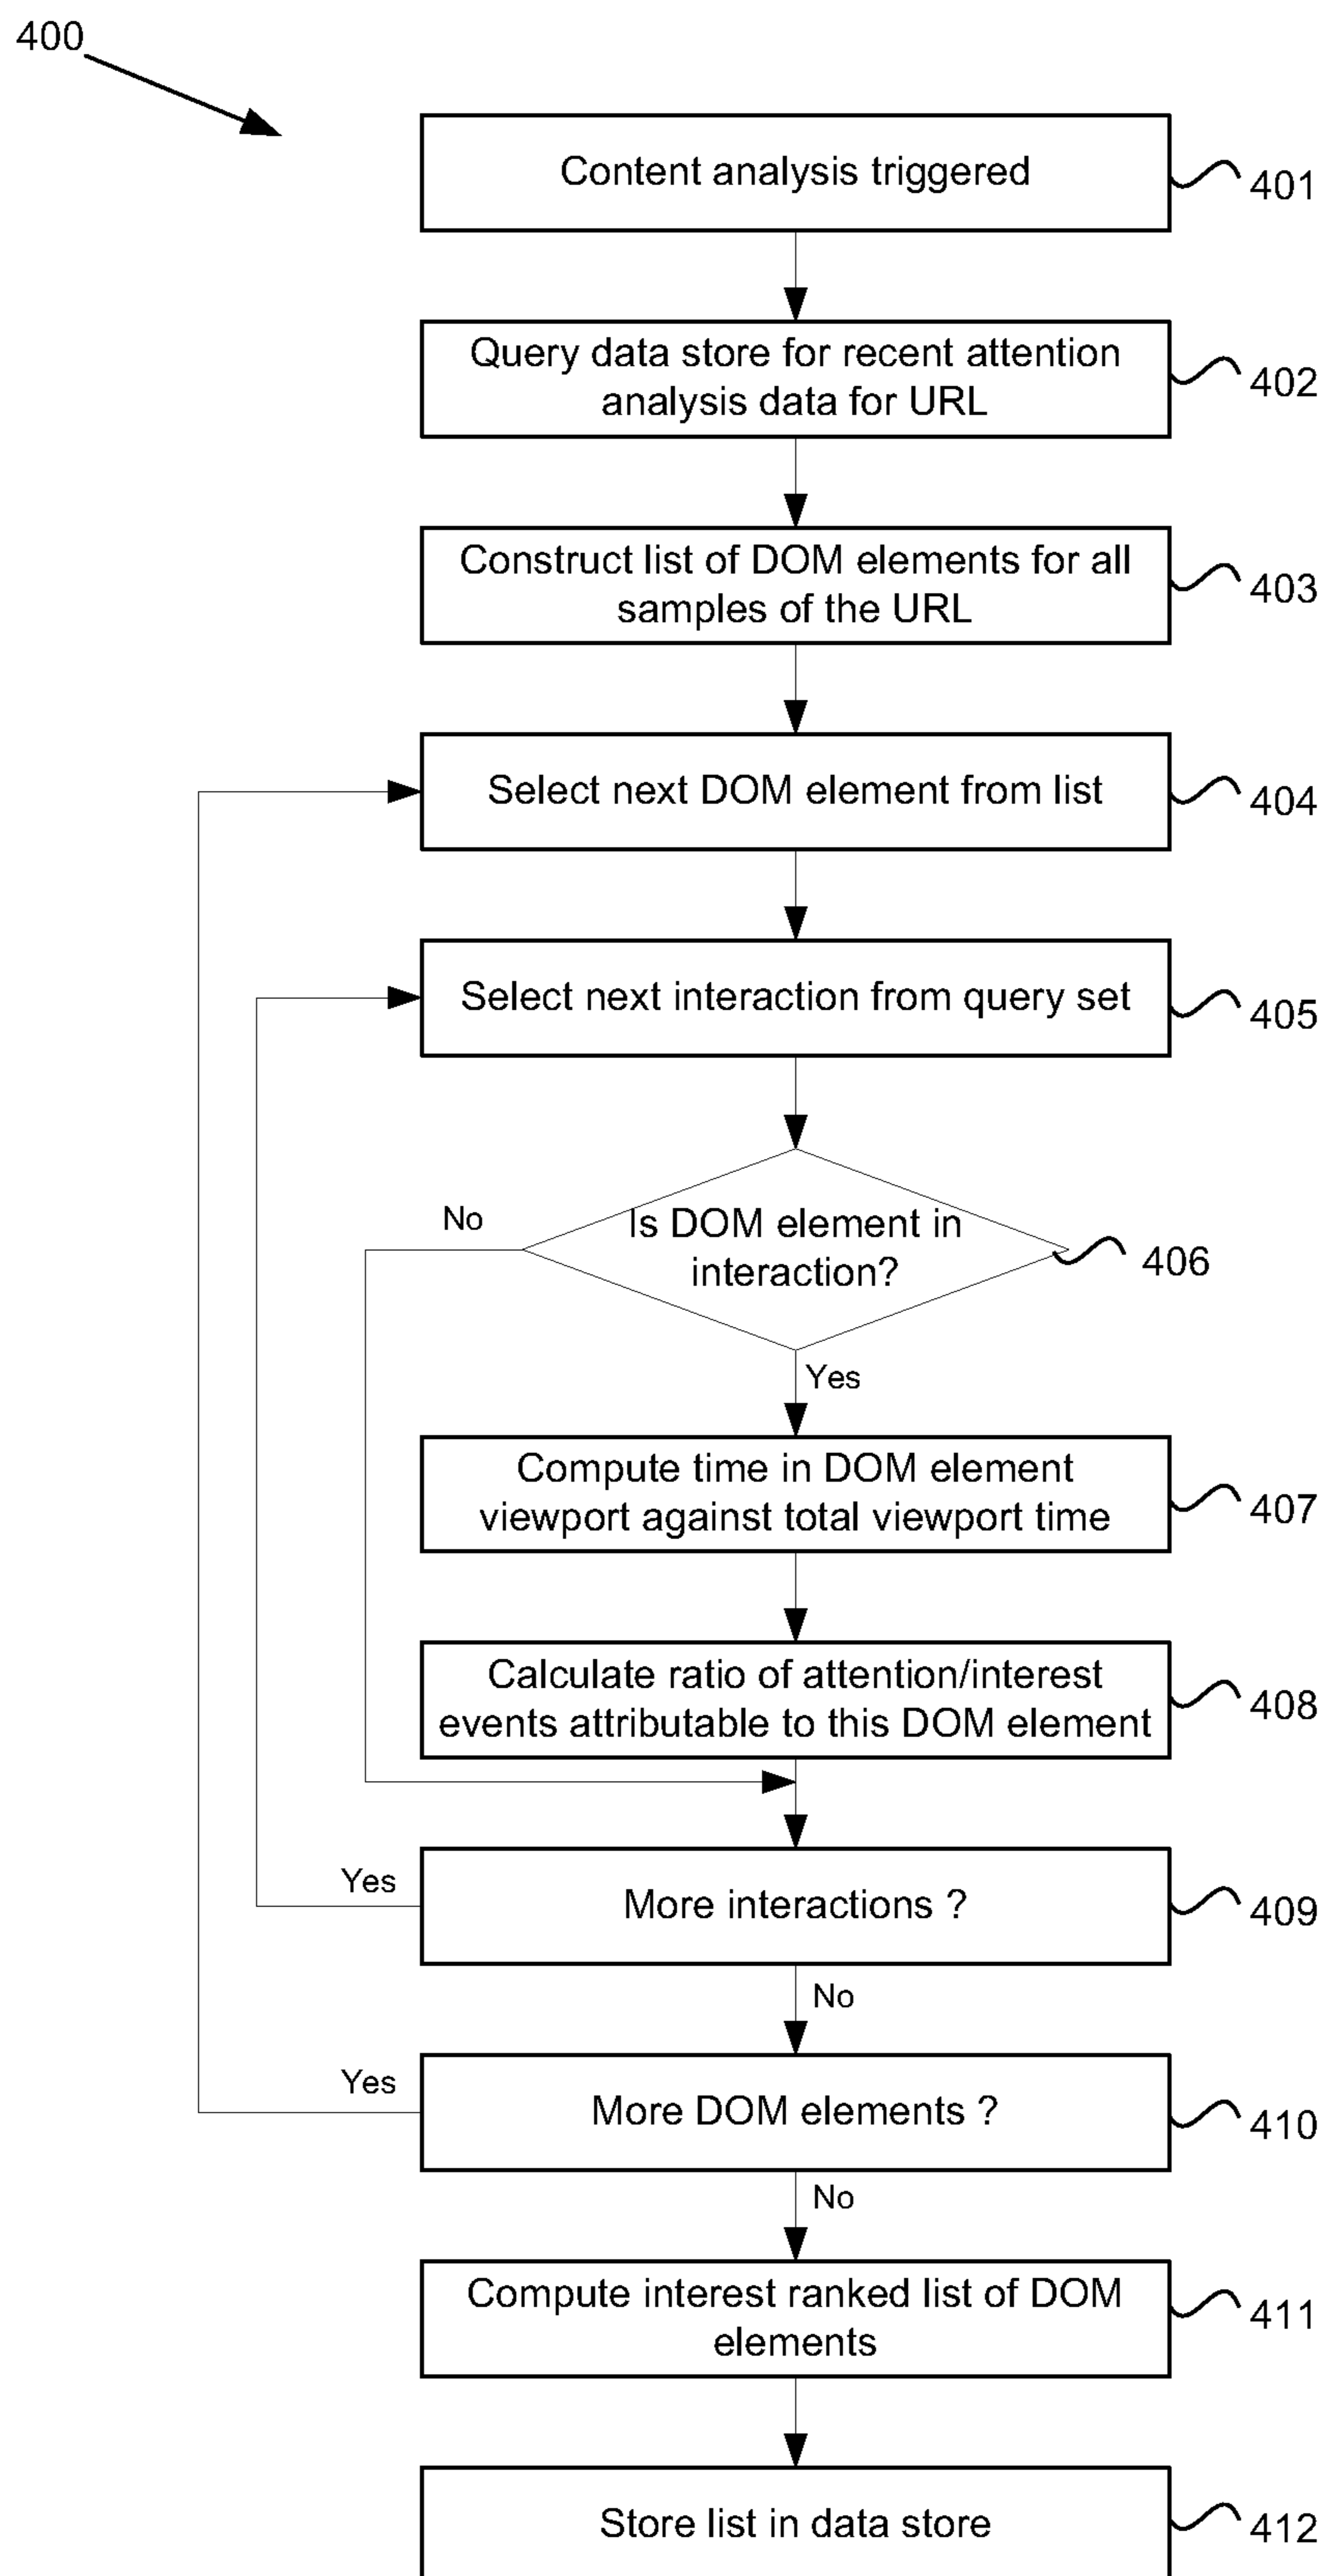 400
Content analysis triggered
401
Query data store for recent attention
analysis data for URL
402
Construct list of DOM elements for all
samples of the URL
403
Select next DOM element from list
404
Select next interaction from query set
405
No
Is DOM element in
interaction?
406
Yes
Compute time in DOM element
viewport against total viewport time
407
Calculate ratio of attention/interest
events attributable to this DOM element
408
Yes
More interactions ?
409
No
Yes
More DOM elements ?
410
No
Compute interest ranked list of DOM
elements
411
Store list in data store
412